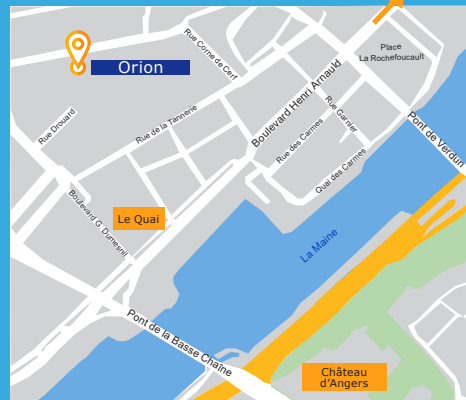 Place
La Rochefoucault
Rue Corne de Cerf
Orion
Boulevard Henri Arnauld
Rue Garnier
Rue de la Tannerie
Rue Drouard
Pont de Verdun
Rue des Carmes
Quai des Carmes
Boulevard G. Dumesnil
Le Quai
La Maine
Pont de la Basse Chaîne
Château
d'Angers